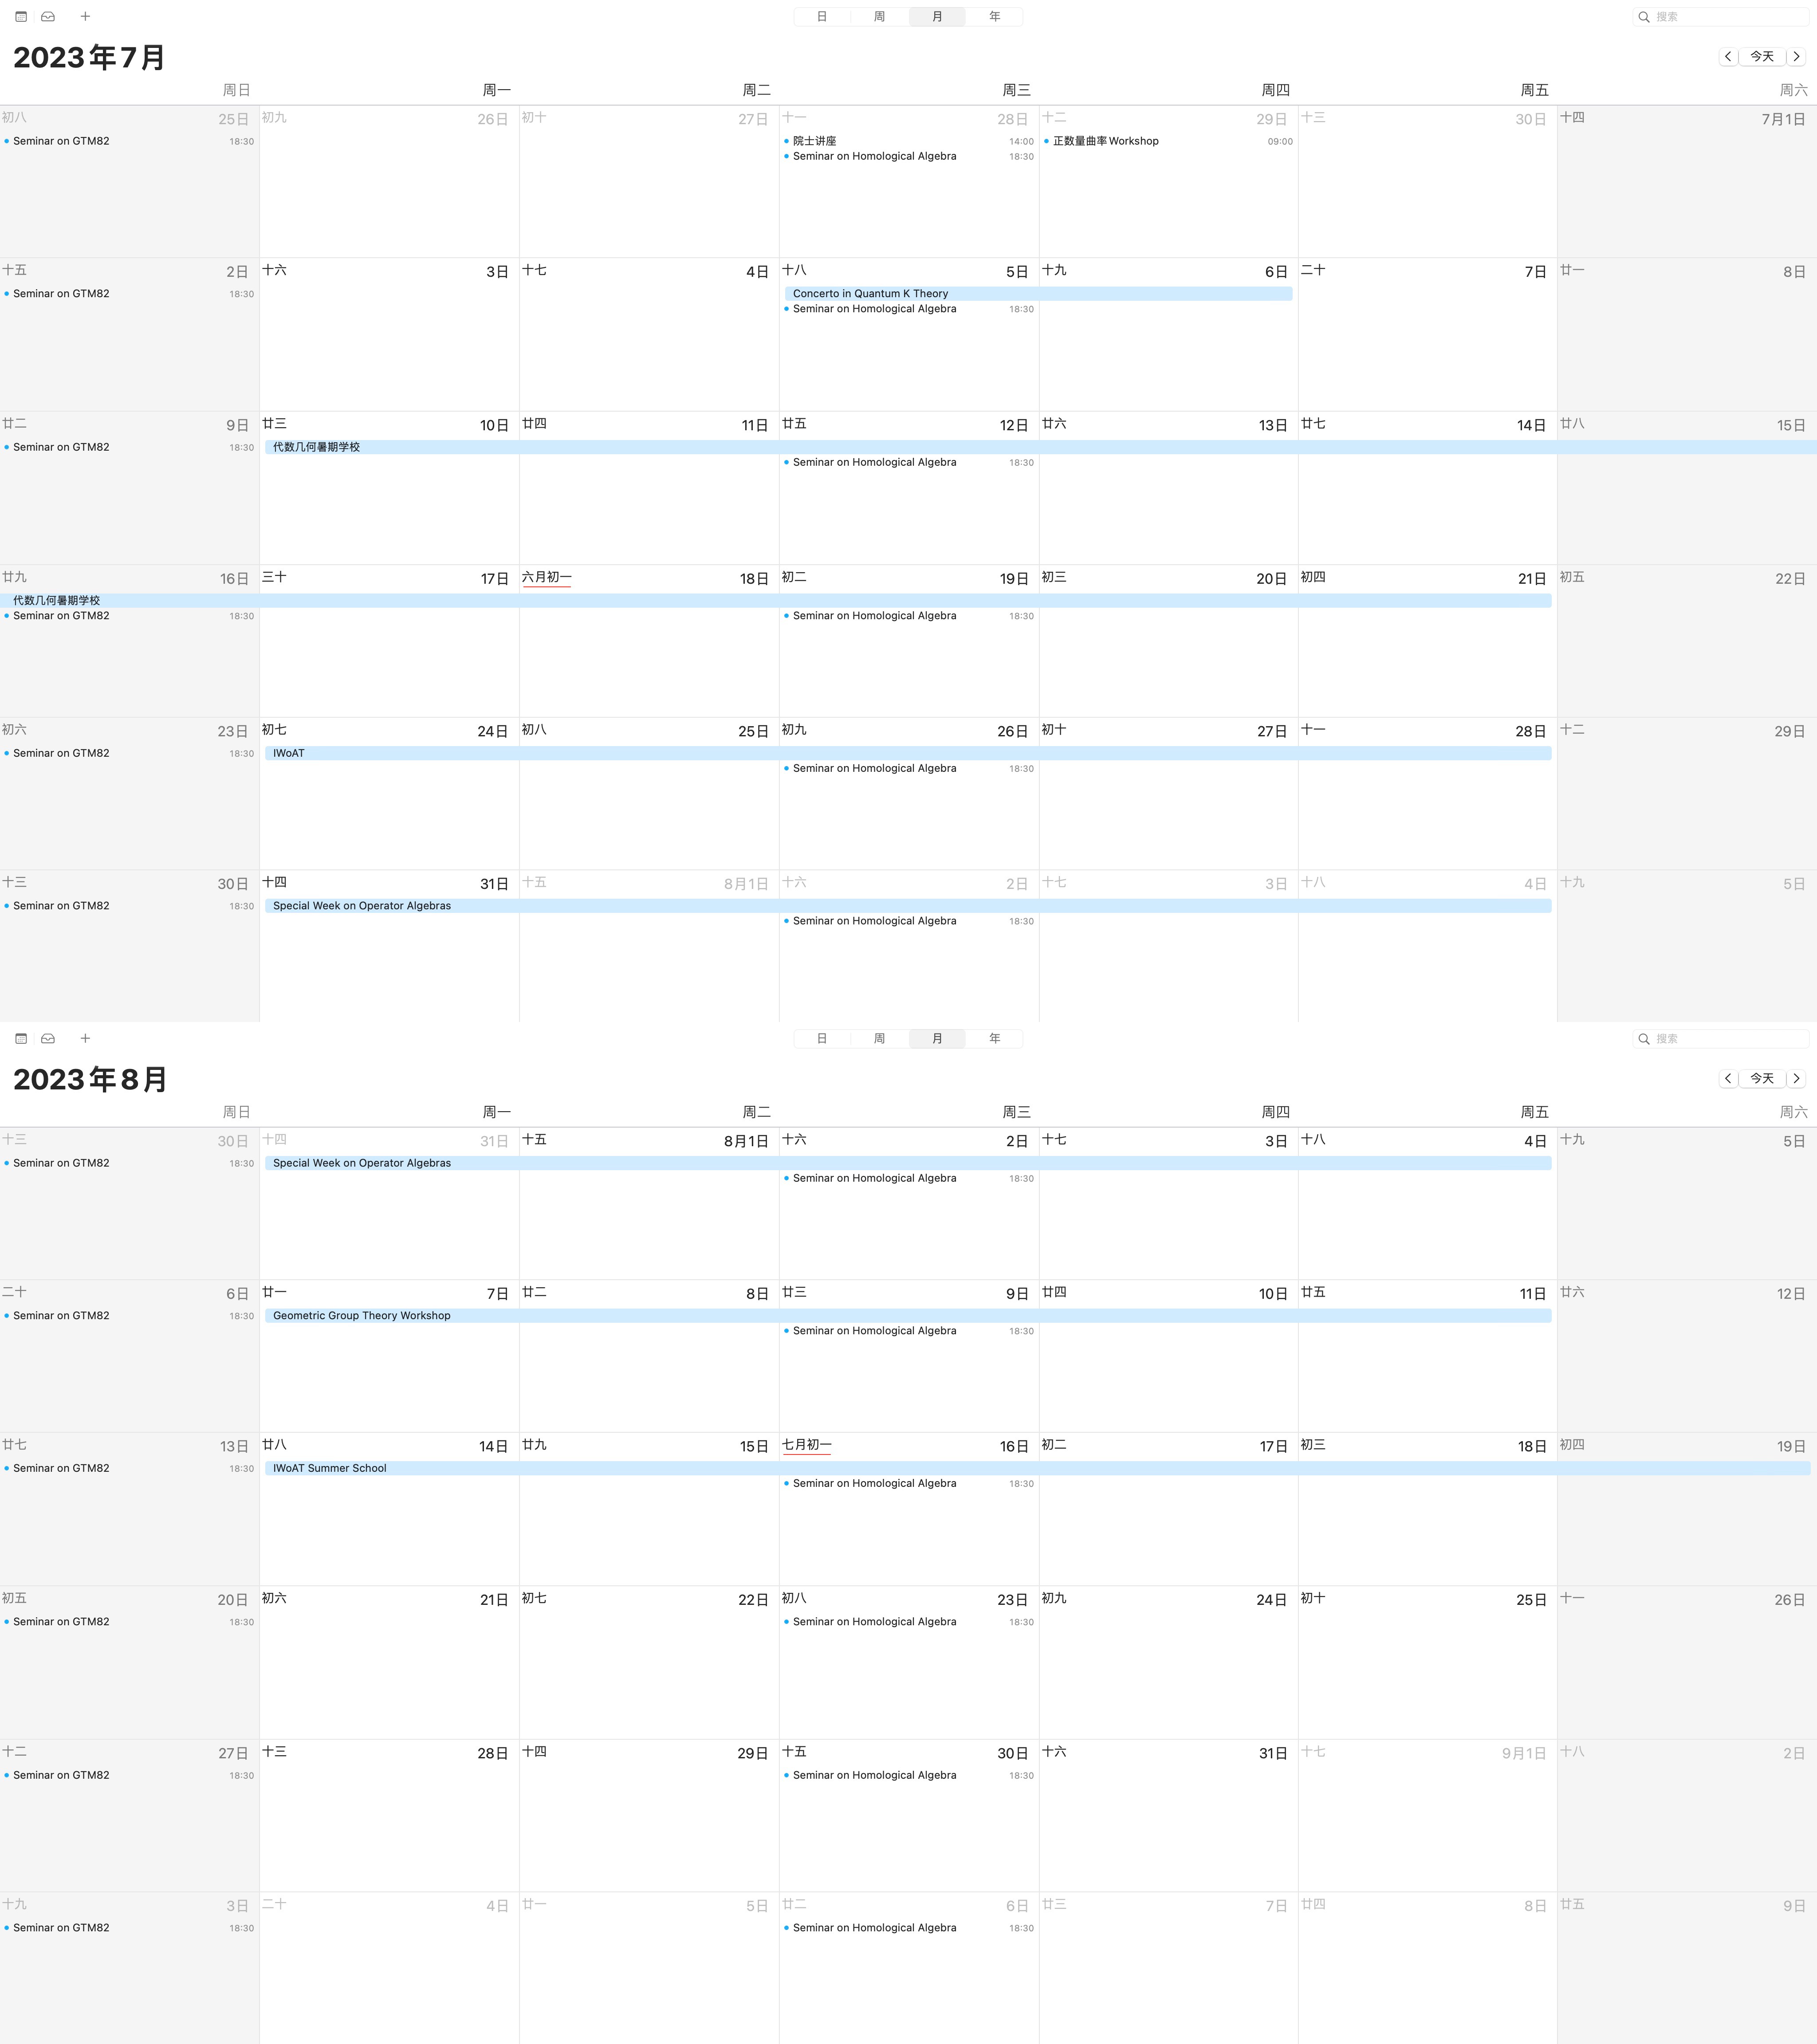 日 周 月 年 搜索
2023年7月 今天
周日 周一 周二 周三 周四 周五 周六
初八 25日 初九 26日 初十 27日 十一 28日 十二 29日 十三 30日 十四 7月1日
Seminar on GTM82 18:30 院士讲座 14:00 正数量曲率Workshop 09:00
Seminar on Homological Algebra 18:30
十五 2日 十六 3日 十七 4日 十八 5日 十九 6日 二十 7日 廿一 8日
Seminar on GTM82 18:30 Concerto in Quantum K Theory
Seminar on Homological Algebra 18:30
廿二 9日 廿三 10日 廿四 11日 廿五 12日 廿六 13日 廿七 14日 廿八 15日
Seminar on GTM82 18:30 代数几何暑期学校
Seminar on Homological Algebra 18:30
廿九 16日 三十 17日 六月初一 18日 初二 19日 初三 20日 初四 21日 初五 22日
代数几何暑期学校
Seminar on GTM82 18:30 Seminar on Homological Algebra 18:30
初六 23日 初七 24日 初八 25日 初九 26日 初十 27日 十一 28日 十二 29日
Seminar on GTM82 18:30 IWoAT
Seminar on Homological Algebra 18:30
十三 30日 十四 31日 十五 8月1日 十六 2日 十七 3日 十八 4日 十九 5日
Seminar on GTM82 18:30 Special Week on Operator Algebras
Seminar on Homological Algebra 18:30
日 周 月 年 搜索
2023年8月 今天
周日 周一 周二 周三 周四 周五 周六
十三 30日 十四 31日 十五 8月1日 十六 2日 十七 3日 十八 4日 十九 5日
Seminar on GTM82 18:30 Special Week on Operator Algebras
Seminar on Homological Algebra 18:30
二十 6日 廿一 7日 廿二 8日 廿三 9日 廿四 10日 廿五 11日 廿六 12日
Seminar on GTM82 18:30 Geometric Group Theory Workshop
Seminar on Homological Algebra 18:30
廿七 13日 廿八 14日 廿九 15日 七月初一 16日 初二 17日 初三 18日 初四 19日
Seminar on GTM82 18:30 IWoAT Summer School
Seminar on Homological Algebra 18:30
初五 20日 初六 21日 初七 22日 初八 23日 初九 24日 初十 25日 十一 26日
Seminar on GTM82 18:30 Seminar on Homological Algebra 18:30
十二 27日 十三 28日 十四 29日 十五 30日 十六 31日 十七 9月1日 十八 2日
Seminar on GTM82 18:30 Seminar on Homological Algebra 18:30
十九 3日 二十 4日 廿一 5日 廿二 6日 廿三 7日 廿四 8日 廿五 9日
Seminar on GTM82 18:30 Seminar on Homological Algebra 18:30